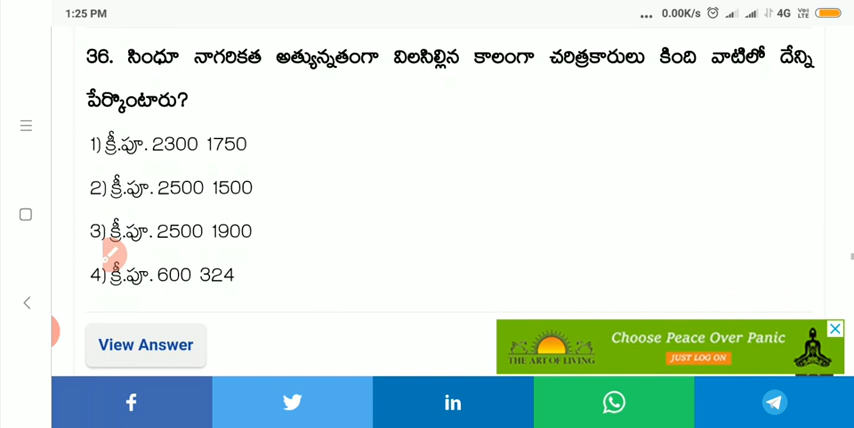 1:25 PM
... 0.00K/s 4G VoLTE
36. సింధూ నాగరికత అత్యున్నతంగా విలసిల్లిన కాలంగా చరిత్రకారులు కింది వాటిలో దేన్ని
పేర్కొంటారు?
1) క్రీ.పూ. 2300 1750
2) క్రీ.పూ. 2500 1500
3) క్రీ.పూ. 2500 1900
4) క్రీ.పూ. 600 324
View Answer
THE ART OF LIVING
Choose Peace Over Panic
JUST LOG ON